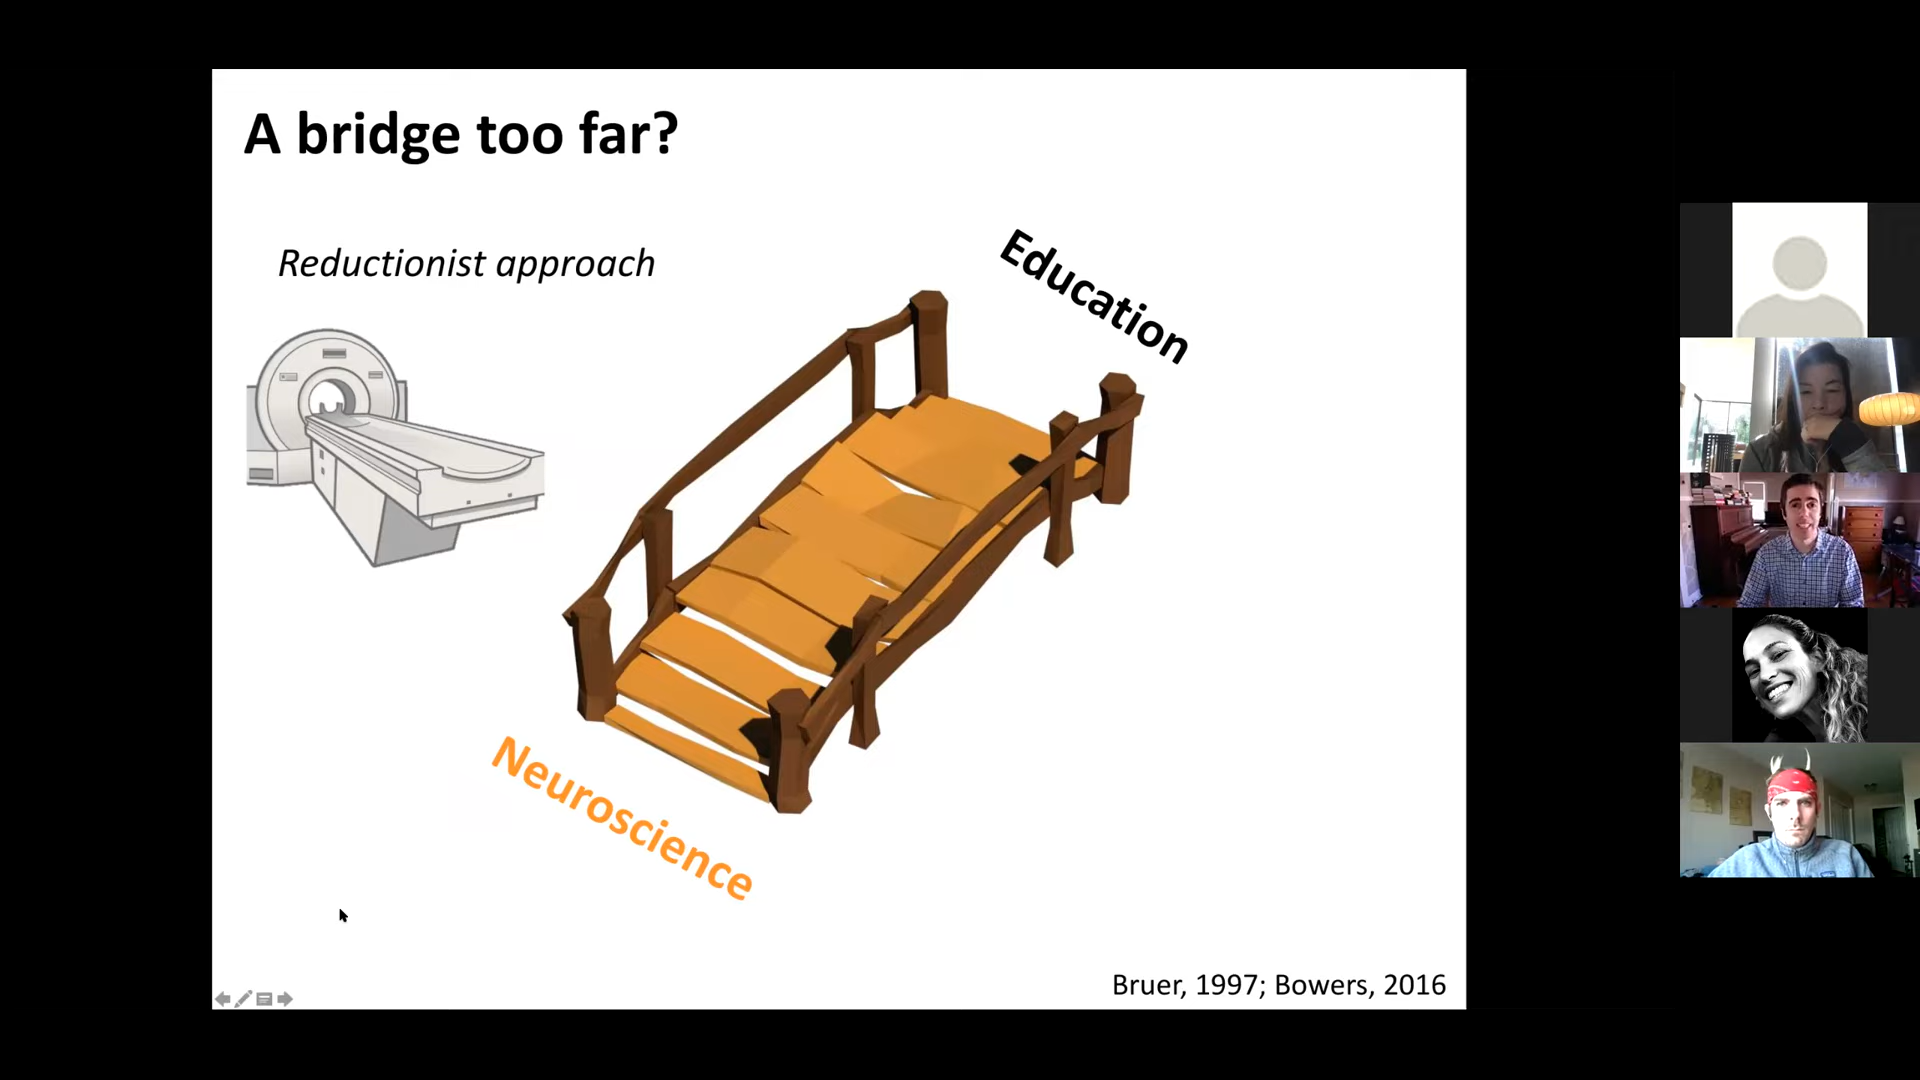 A bridge too far?
Reductionist approach
Education
Neuroscience
Bruer, 1997; Bowers, 2016